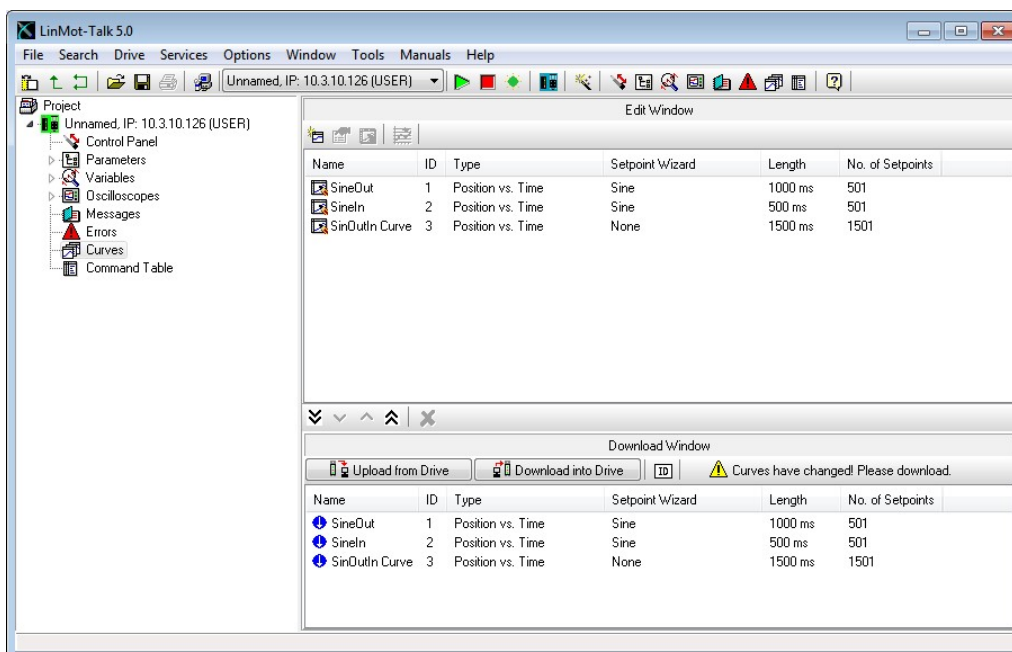 LinMot-Talk 5.0
File Search Drive Services Options Window Tools Manuals Help
Unnamed, IP: 10.3.10.126 (USER)
Project
Unnamed, IP: 10.3.10.126 (USER)
Control Panel
Parameters
Variables
Oscilloscopes
Messages
Errors
Curves
Command Table
Edit Window
Name ID Type Setpoint Wizard Length No. of Setpoints
SineOut 1 Position vs. Time Sine 1000 ms 501
SineIn 2 Position vs. Time Sine 500 ms 501
SinOutIn Curve 3 Position vs. Time None 1500 ms 1501
Download Window
Upload from Drive Download into Drive ID Curves have changed! Please download.
Name ID Type Setpoint Wizard Length No. of Setpoints
SineOut 1 Position vs. Time Sine 1000 ms 501
SineIn 2 Position vs. Time Sine 500 ms 501
SinOutIn Curve 3 Position vs. Time None 1500 ms 1501